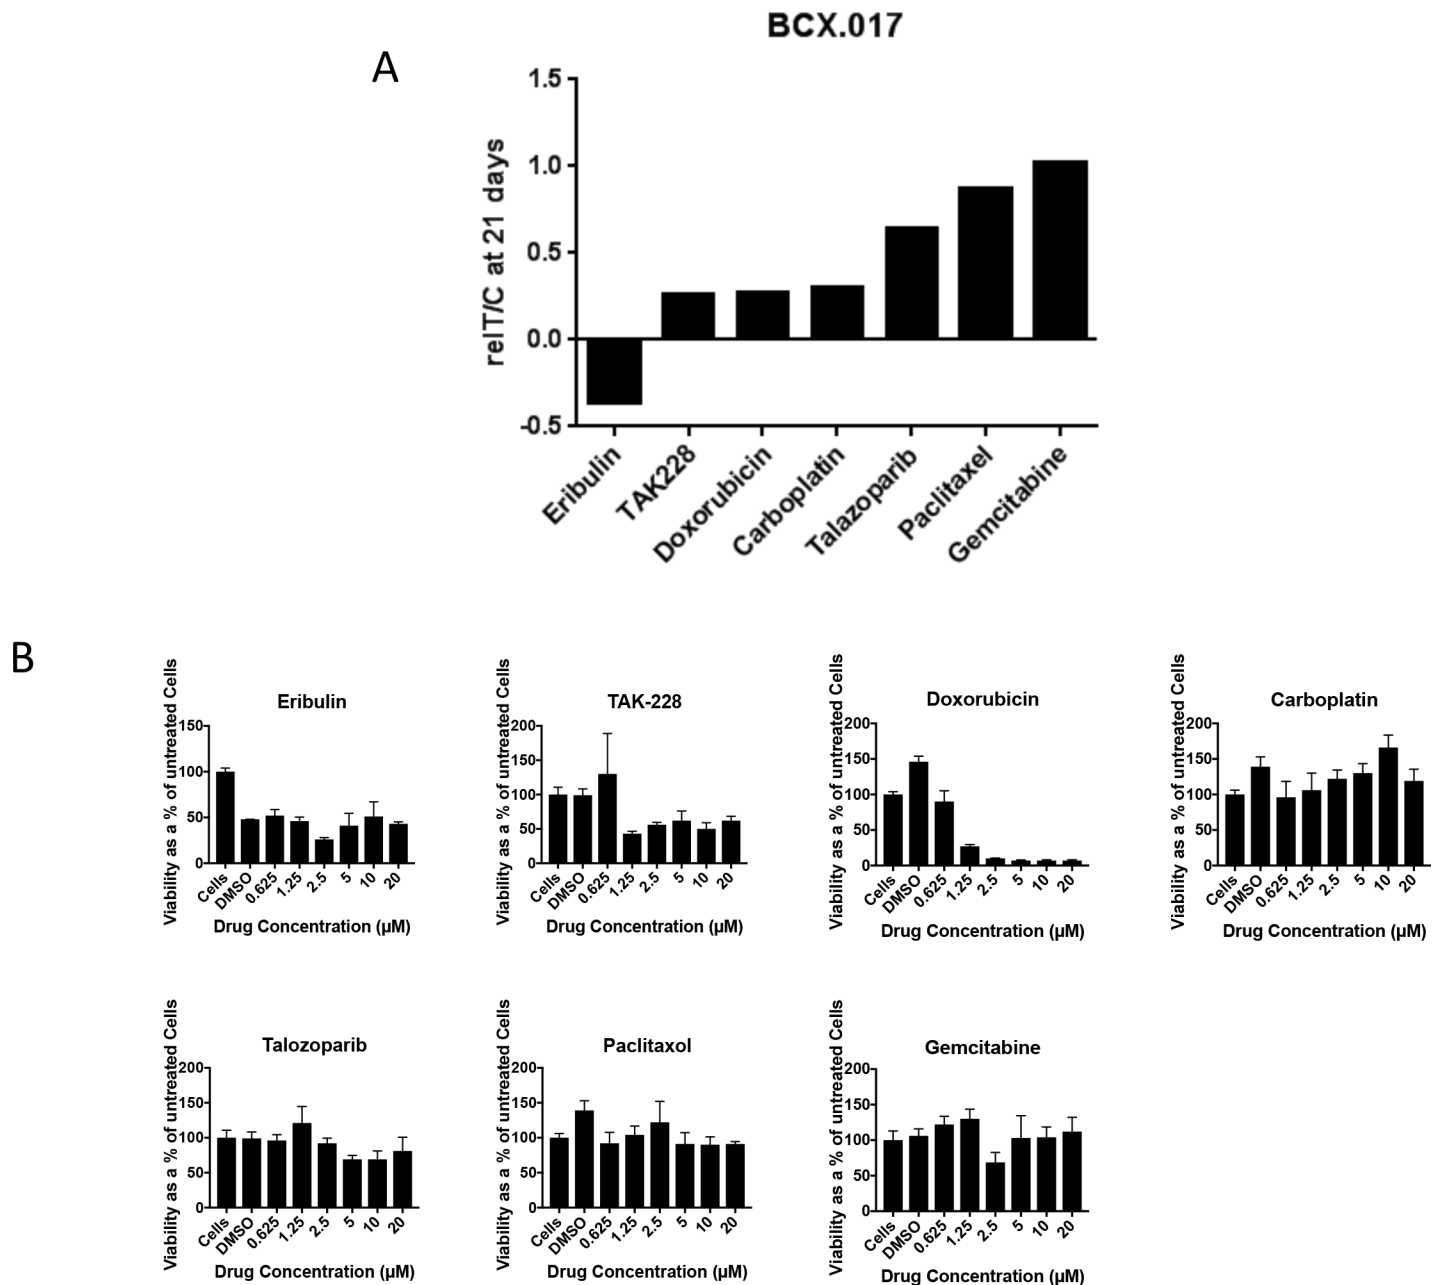 BCX.017
A
relT/C at 21 days
1.5
1.0
0.5
0.0
-0.5
Eribulin
TAK228
Doxorubicin
Carboplatin
Talazoparib
Paclitaxel
Gemcitabine
B
Eribulin
Viability as a % of untreated Cells
150
100
50
0
Cells
DMSO
0.625
1.25
2.5
5
10
20
Drug Concentration (µM)
TAK-228
Viability as a % of untreated Cells
200
150
100
50
0
Cells
DMSO
0.625
1.25
2.5
5
10
20
Drug Concentration (µM)
Doxorubicin
Viability as a % of untreated Cells
200
150
100
50
0
Cells
DMSO
0.625
1.25
2.5
5
10
20
Drug Concentration (µM)
Carboplatin
Viability as a % of untreated Cells
200
150
100
50
0
Cells
DMSO
0.625
1.25
2.5
5
10
20
Drug Concentration (µM)
Talozoparib
Viability as a % of untreated Cells
200
150
100
50
0
Cells
DMSO
0.625
1.25
2.5
5
10
20
Drug Concentration (µM)
Paclitaxol
Viability as a % of untreated Cells
200
150
100
50
0
Cells
DMSO
0.625
1.25
2.5
5
10
20
Drug Concentration (µM)
Gemcitabine
Viability as a % of untreated Cells
200
150
100
50
0
Cells
DMSO
0.625
1.25
2.5
5
10
20
Drug Concentration (µM)